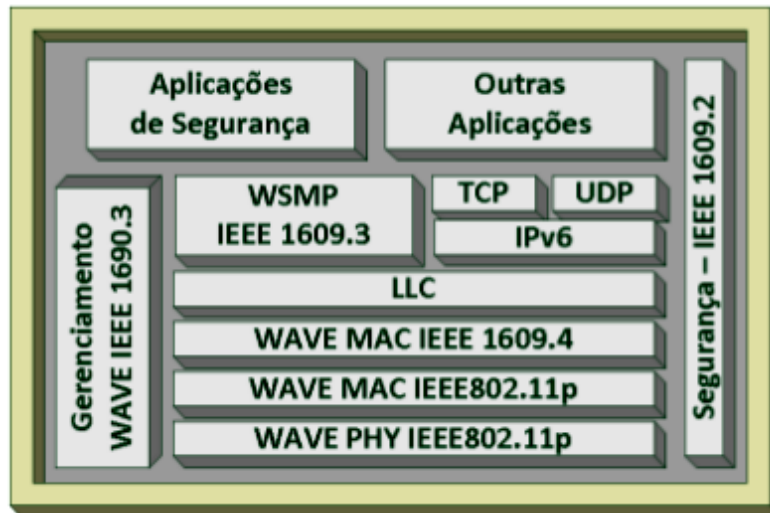 Aplicações
de Segurança
Outras
Aplicações
Gerenciamento
WAVE IEEE 1690.3
WSMP
IEEE 1609.3
TCP
UDP
IPv6
LLC
WAVE MAC IEEE 1609.4
WAVE MAC IEEE802.11p
WAVE PHY IEEE802.11p
Segurança – IEEE 1609.2